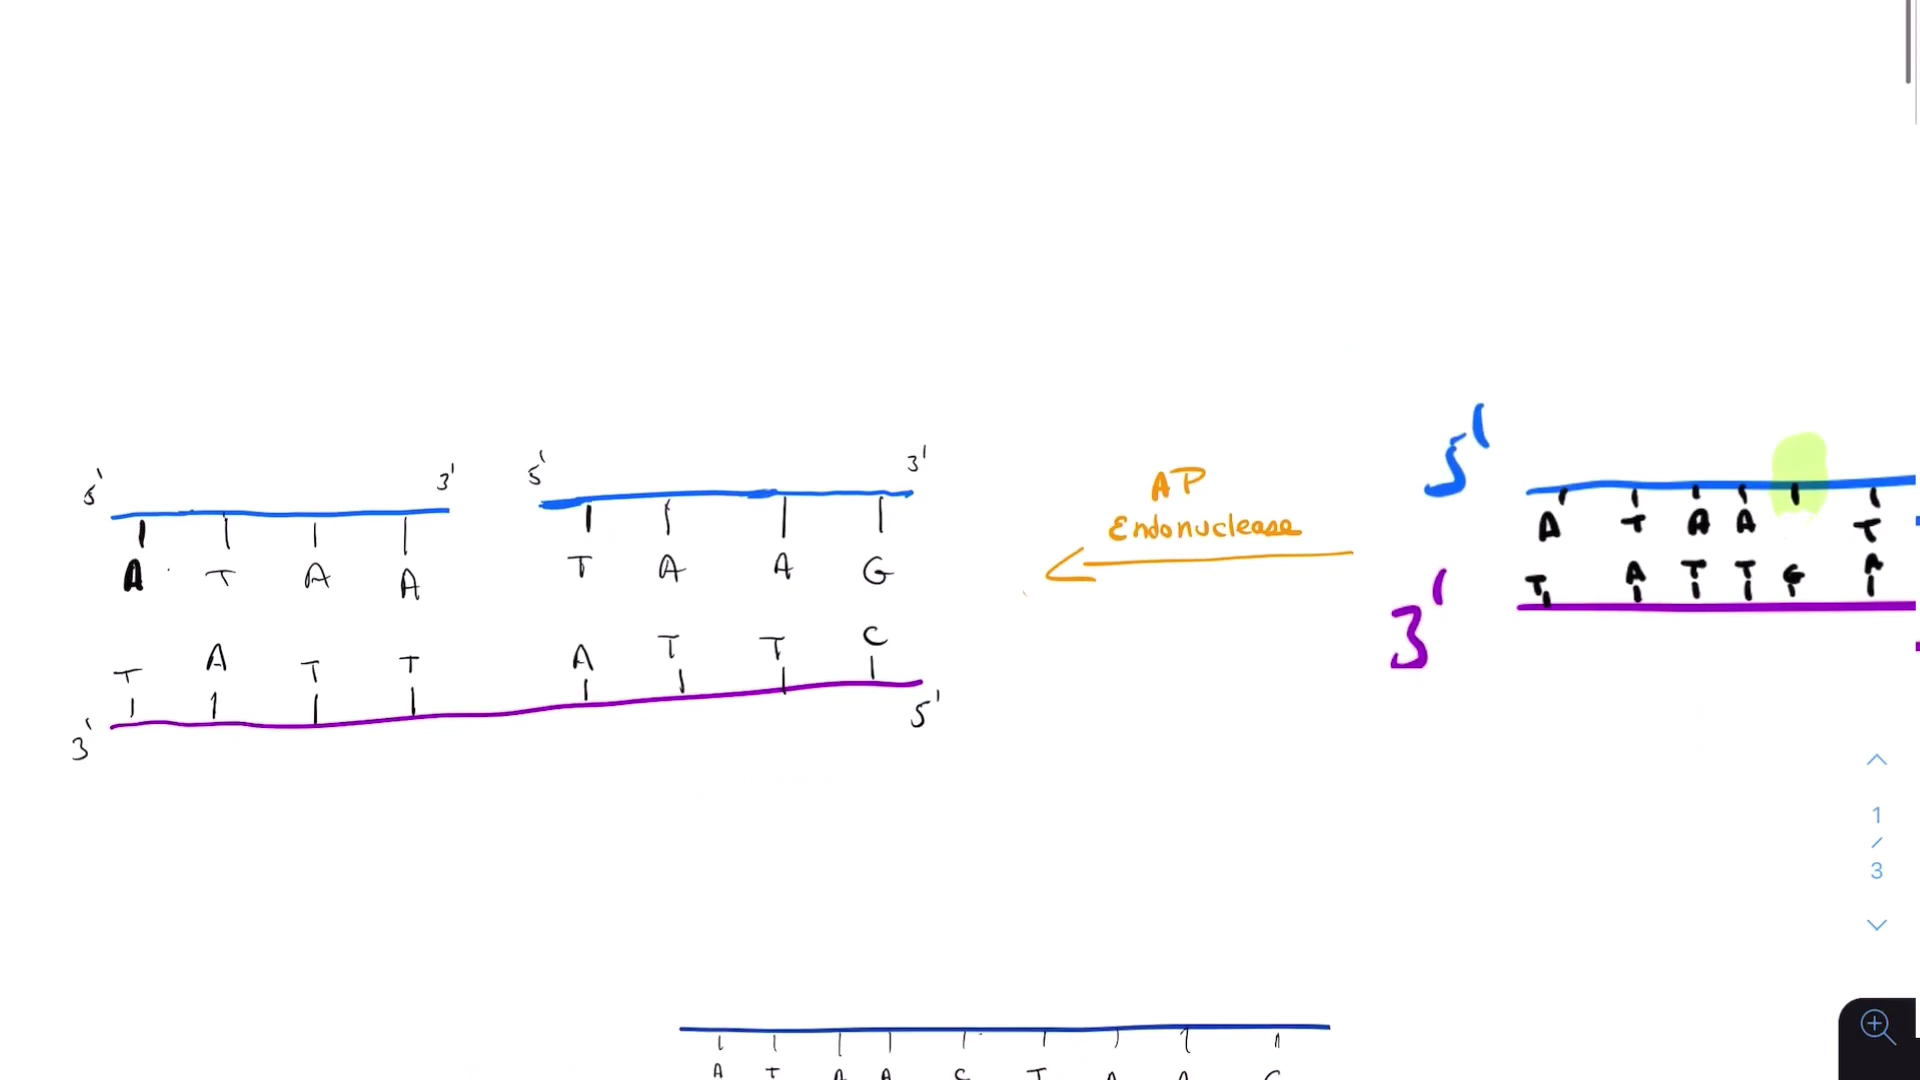 5' 3' 5' 3'
A T A A T A A G
T A T T A T T C
3' 5'
AP
Endonuclease
5'
A T A A T
T A T T G A
3'
1
/
3
A T A A C T A A G